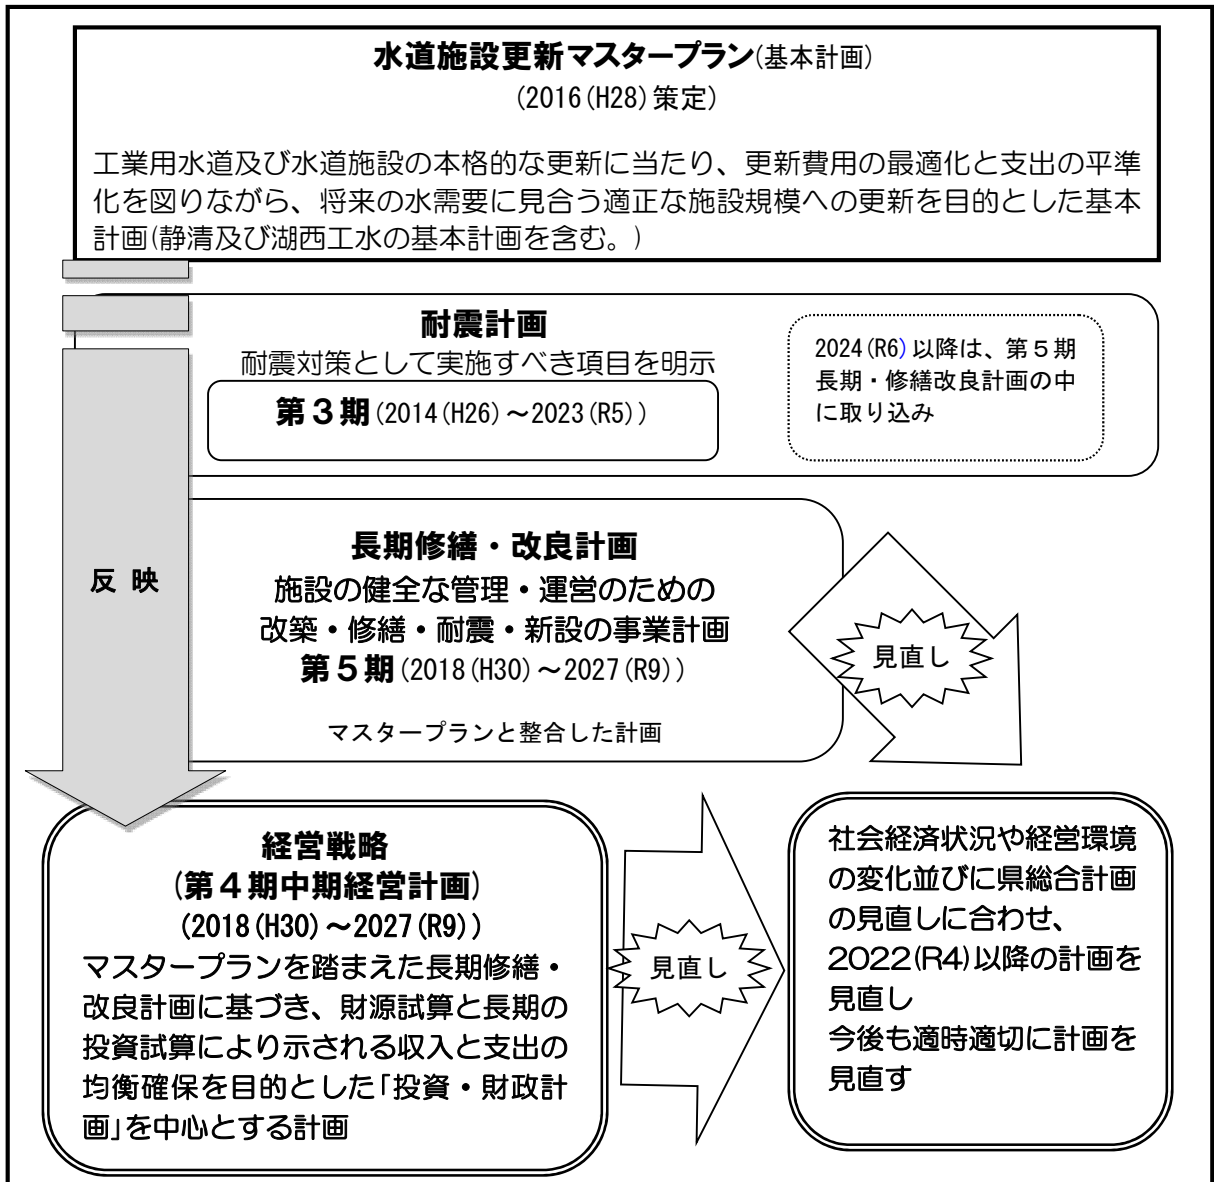 水道施設更新マスタープラン(基本計画)
(2016(H28)策定)
工業用水道及び水道施設の本格的な更新に当たり、更新費用の最適化と支出の平準
化を図りながら、将来の水需要に見合う適正な施設規模への更新を目的とした基本
計画(静清及び湖西工水の基本計画を含む。)
耐震計画
耐震対策として実施すべき項目を明示
第３期(2014(H26)～2023(R5))
2024(R6)以降は、第５期
長期・修繕改良計画の中
に取り込み
反 映
長期修繕・改良計画
施設の健全な管理・運営のための
改築・修繕・耐震・新設の事業計画
第５期(2018(H30)～2027(R9))
マスタープランと整合した計画
見直し
経営戦略
(第４期中期経営計画)
(2018(H30)～2027(R9))
マスタープランを踏まえた長期修繕・
改良計画に基づき、財源試算と長期の
投資試算により示される収入と支出の
均衡確保を目的とした｢投資・財政計
画｣を中心とする計画
見直し
社会経済状況や経営環境
の変化並びに県総合計画
の見直しに合わせ、
2022(R4)以降の計画を
見直し
今後も適時適切に計画を
見直す